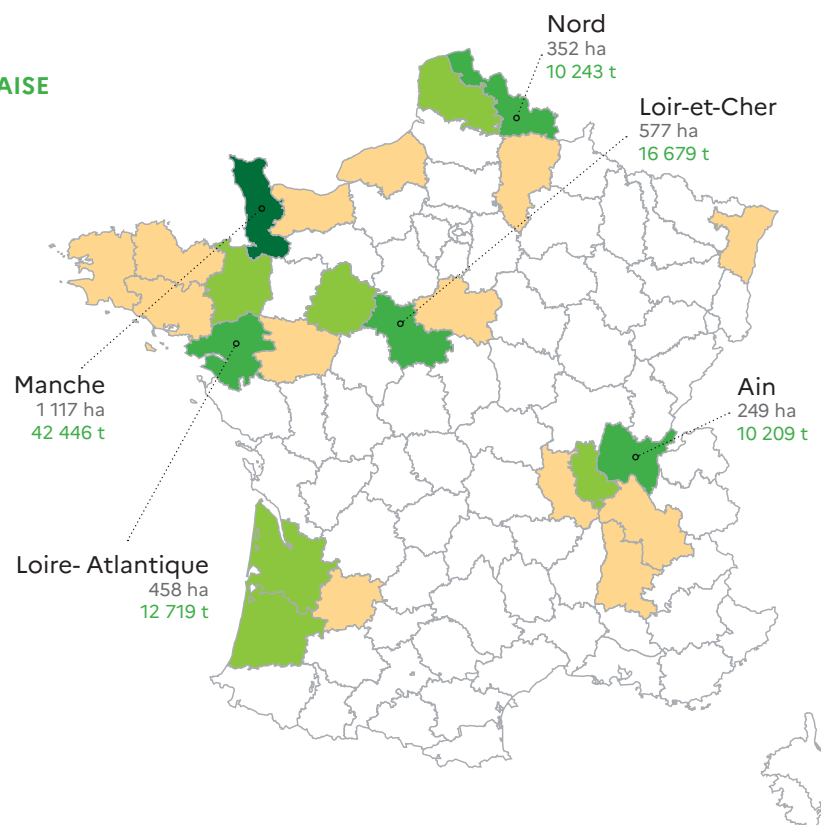 AISE
Nord
352 ha
10 243 t
Loir-et-Cher
577 ha
16 679 t
Manche
1 117 ha
42 446 t
Ain
249 ha
10 209 t
Loire- Atlantique
458 ha
12 719 t